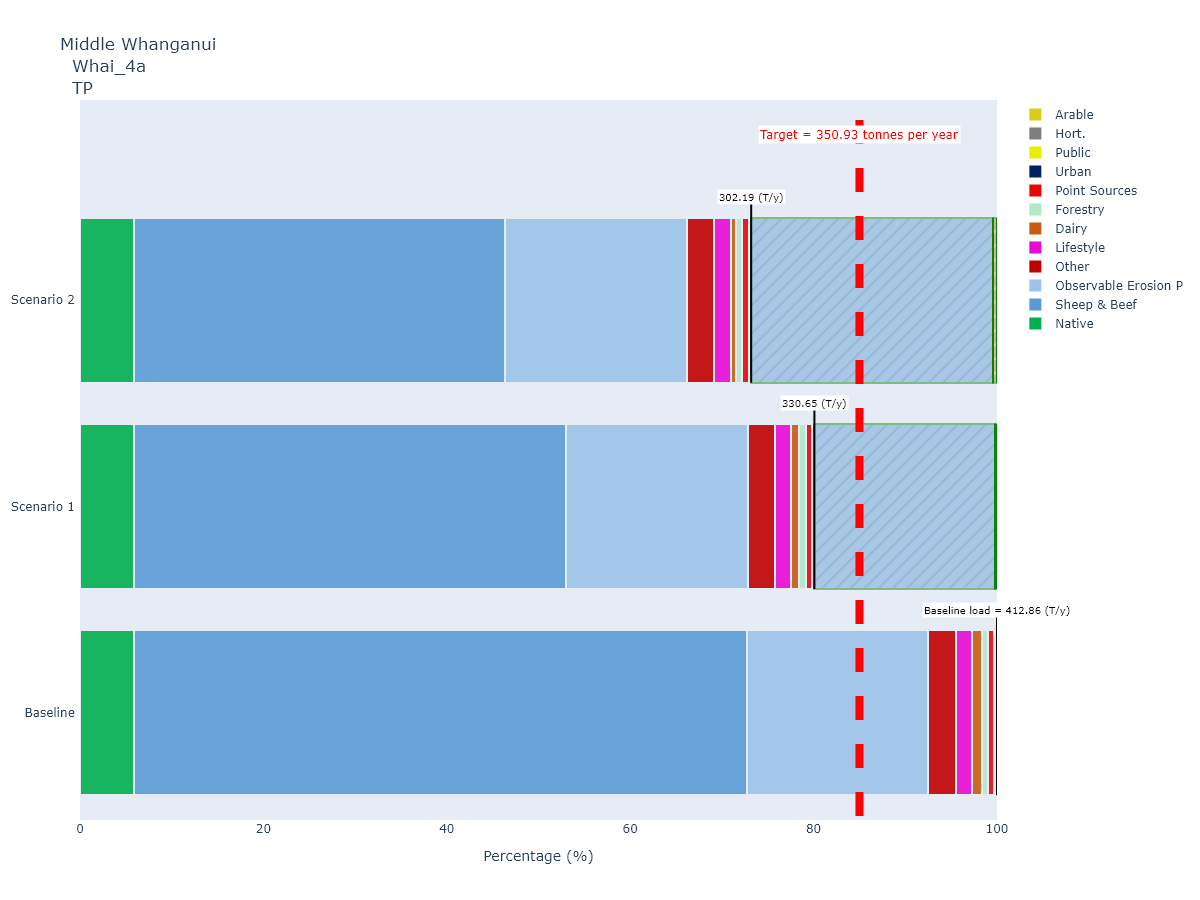 Middle Whanganui
Whai_4a
TP
Target = 350.93 tonnes per year
302.19 (T/y)
Scenario 2
330.65 (T/y)
Scenario 1
Baseline load = 412.86 (T/y)
Baseline
0 20 40 60 80 100
Percentage (%)
Arable
Hort.
Public
Urban
Point Sources
Forestry
Dairy
Lifestyle
Other
Observable Erosion P
Sheep & Beef
Native